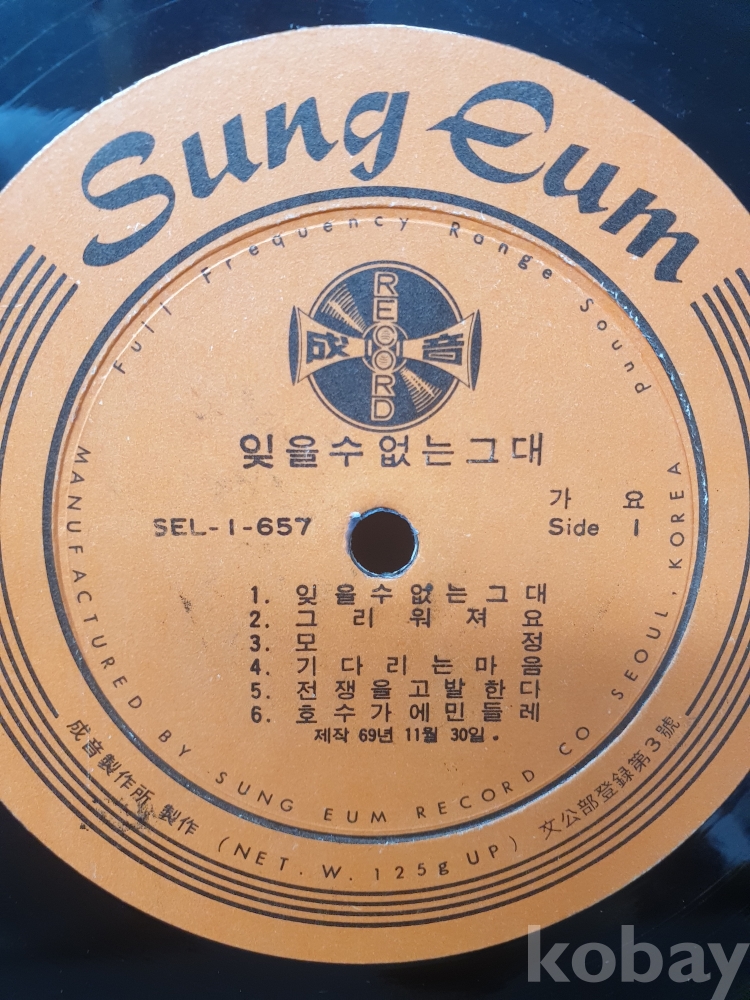 Sung Eum
Full Frequency Range Sound
RECORD
成音
잊을수없는그대
가요
SEL-1-657
Side 1
1. 잊을수없는그대
2. 그리워져요
3. 모정
4. 기다리는마음
5. 전쟁을고발한다
6. 호수가에민들레
제작 69년 11월 30일.
MANUFACTURED BY SUNG EUM RECORD CO. SEOUL, KOREA
成音製作所 製作
(NET. W. 125g UP)
文公部登録第3號
kobay